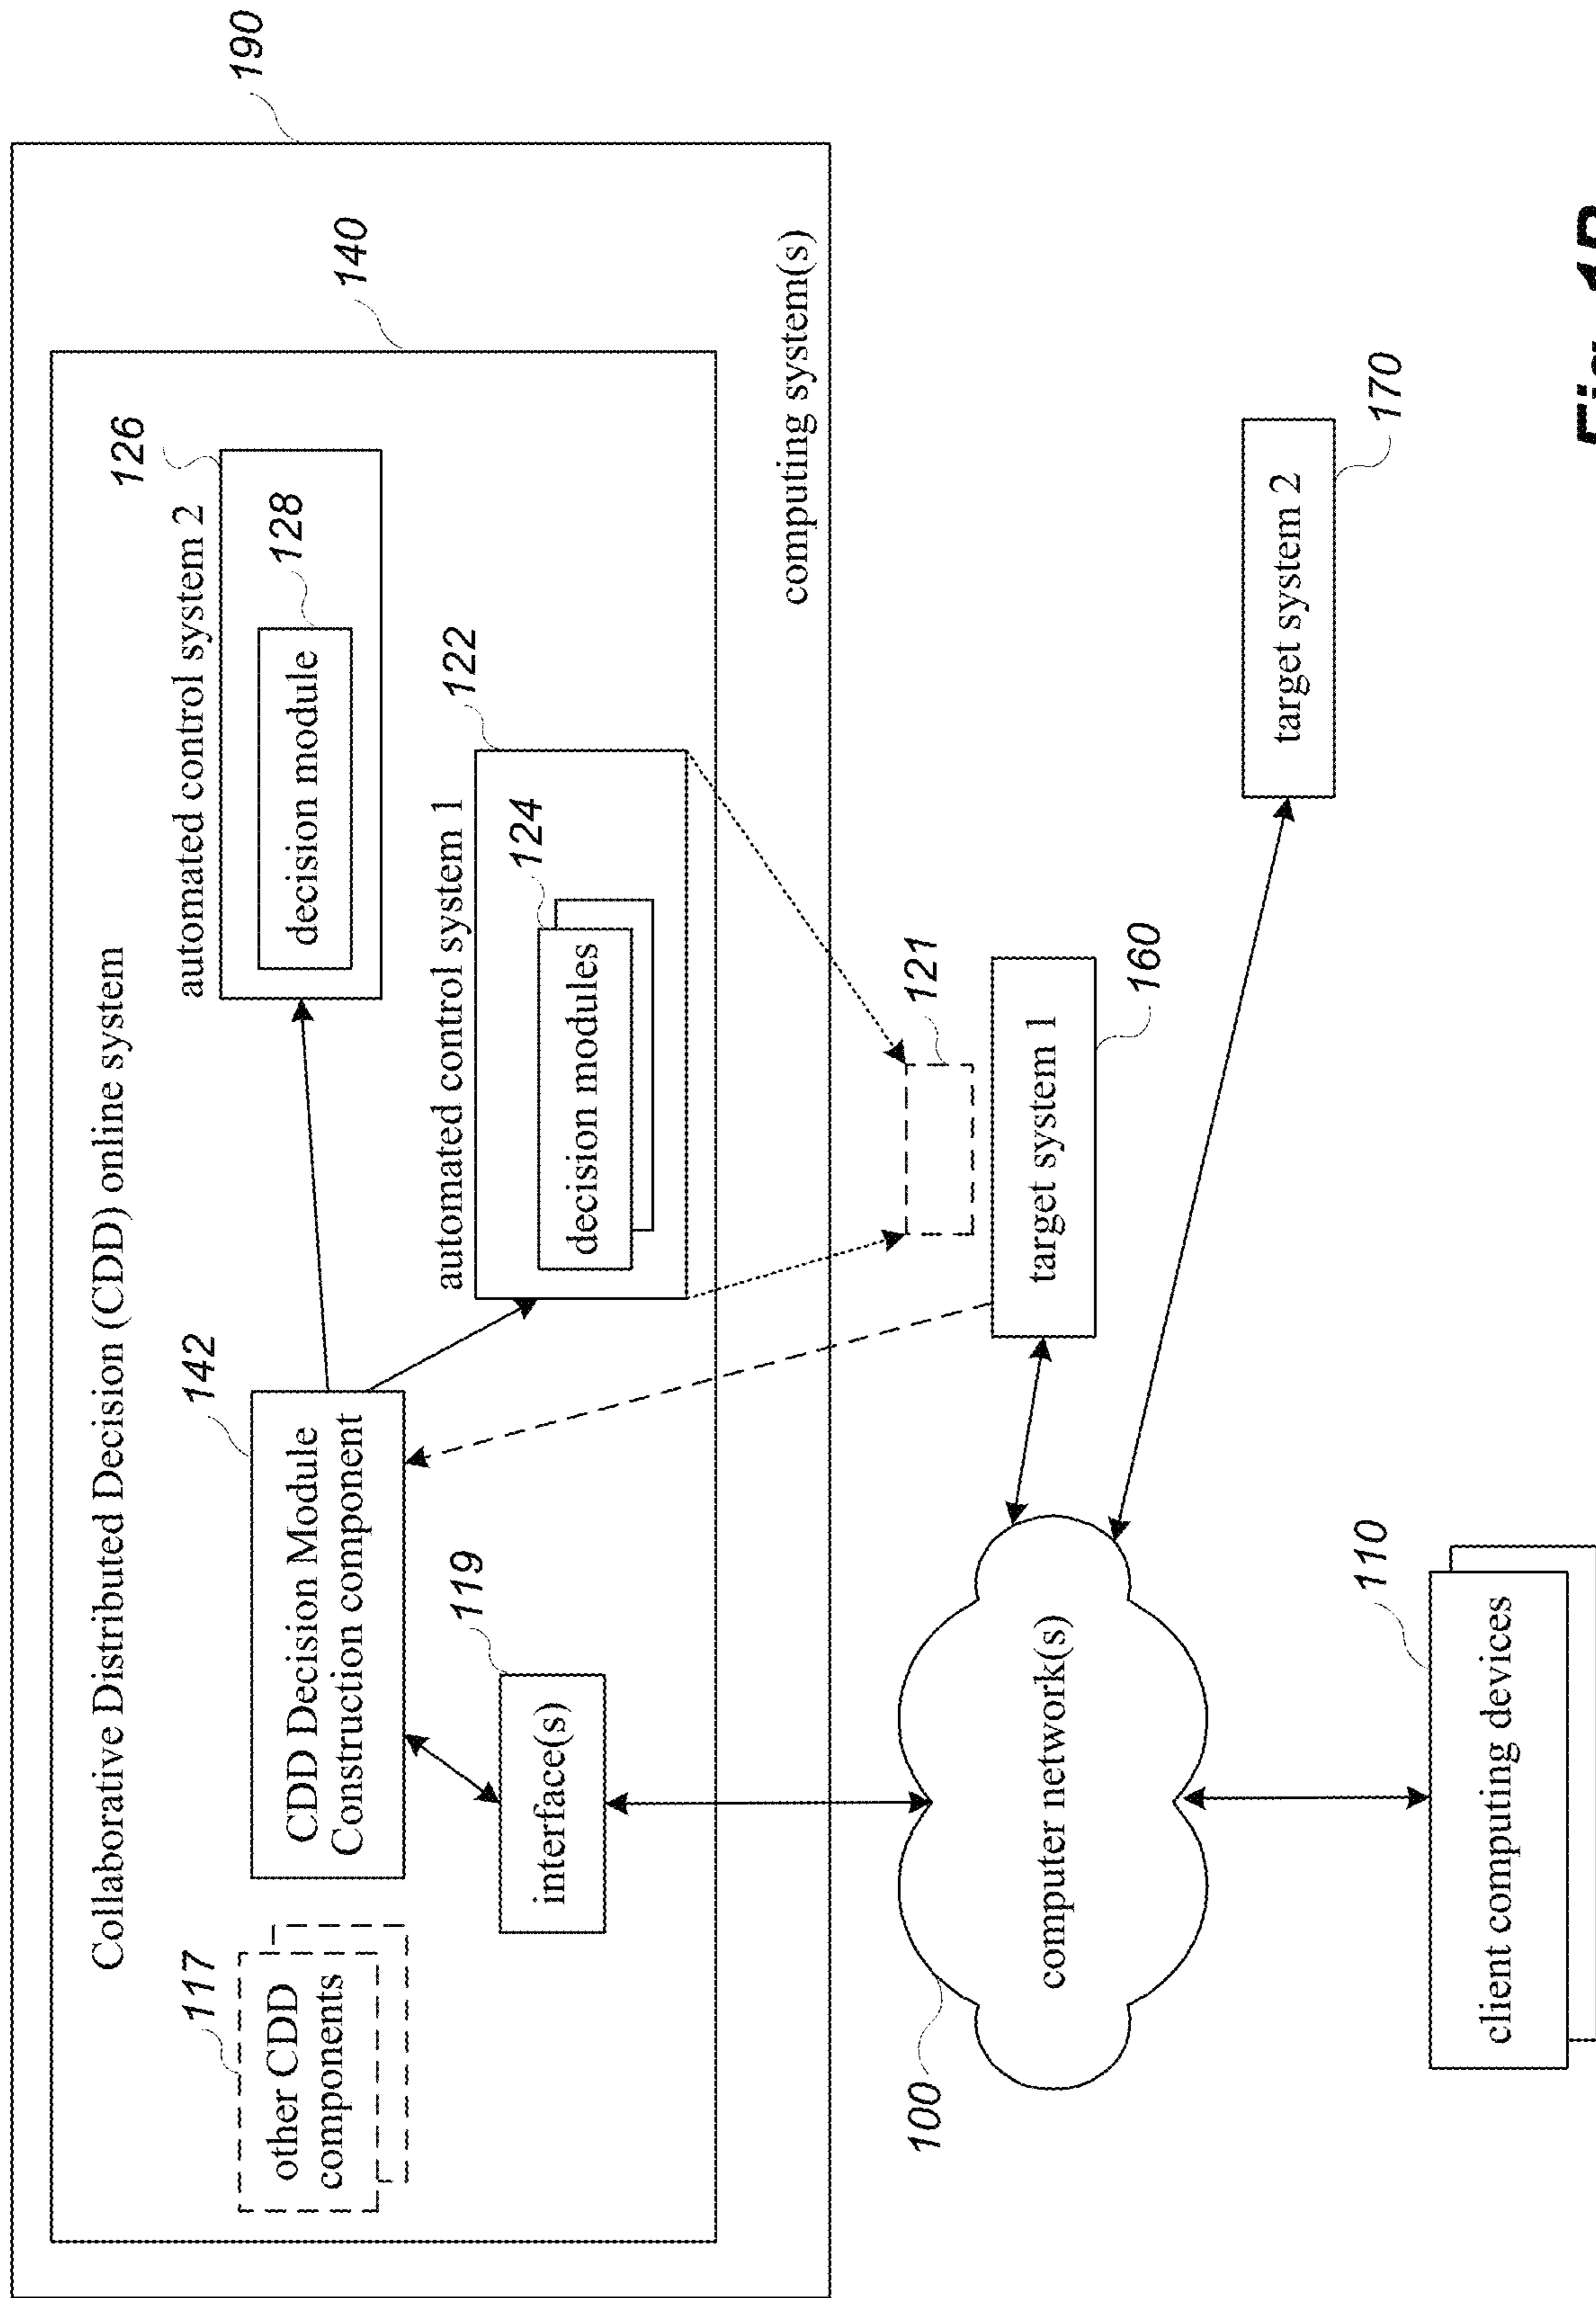 190
140
Collaborative Distributed Decision (CDD) online system
126
automated control system 2
128
decision module
142
CDD Decision Module
Construction component
117
other CDD
components
122
automated control system 1
124
decision modules
119
interface(s)
computing system(s)
121
100
computer network(s)
target system 1
160
target system 2
170
110
client computing devices